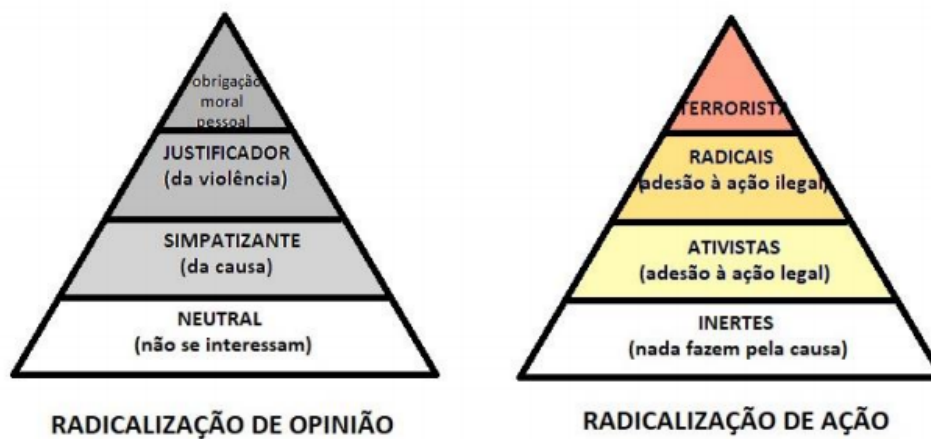 obrigação
moral
pessoal
JUSTIFICADOR
(da violência)
SIMPATIZANTE
(da causa)
NEUTRAL
(não se interessam)
RADICALIZAÇÃO DE OPINIÃO
TERRORISTA
RADICAIS
(adesão à ação ilegal)
ATIVISTAS
(adesão à ação legal)
INERTES
(nada fazem pela causa)
RADICALIZAÇÃO DE AÇÃO